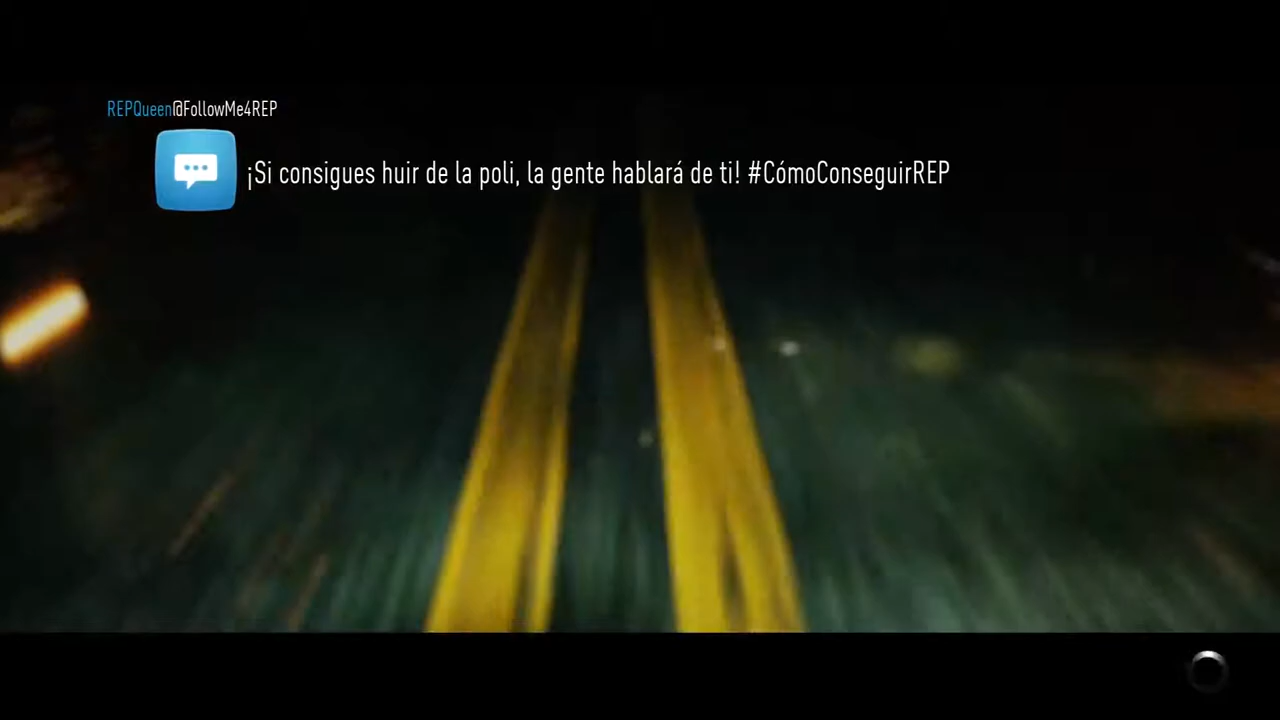 REPQueen@FollowMe4REP
¡Si consigues huir de la poli, la gente hablará de ti! #CómoConseguirREP